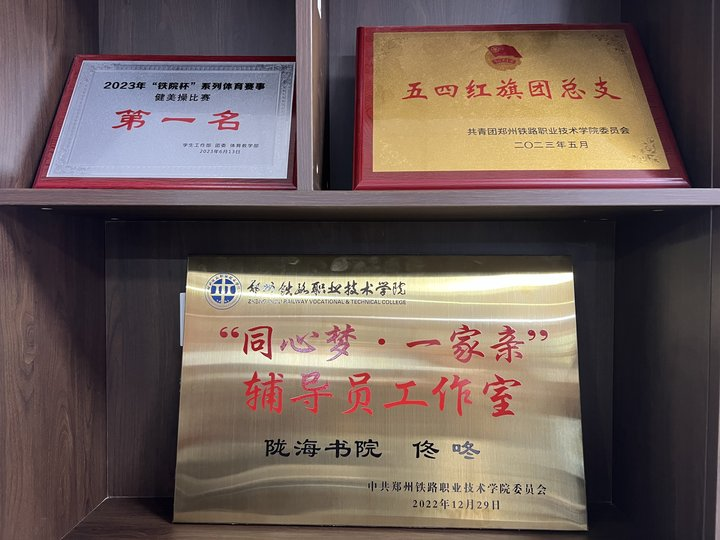 2023年“铁院杯”系列体育赛事
健美操比赛
第一名
学生工作部 团委 体育教学部
2023年6月13日
五四红旗团总支
共青团郑州铁路职业技术学院委员会
二〇二三年五月
郑州铁路职业技术学院
ZHENGZHOU RAILWAY VOCATIONAL & TECHNICAL COLLEGE
“同心梦·一家亲”
辅导员工作室
陇海书院 佟咚
中共郑州铁路职业技术学院委员会
2022年12月29日